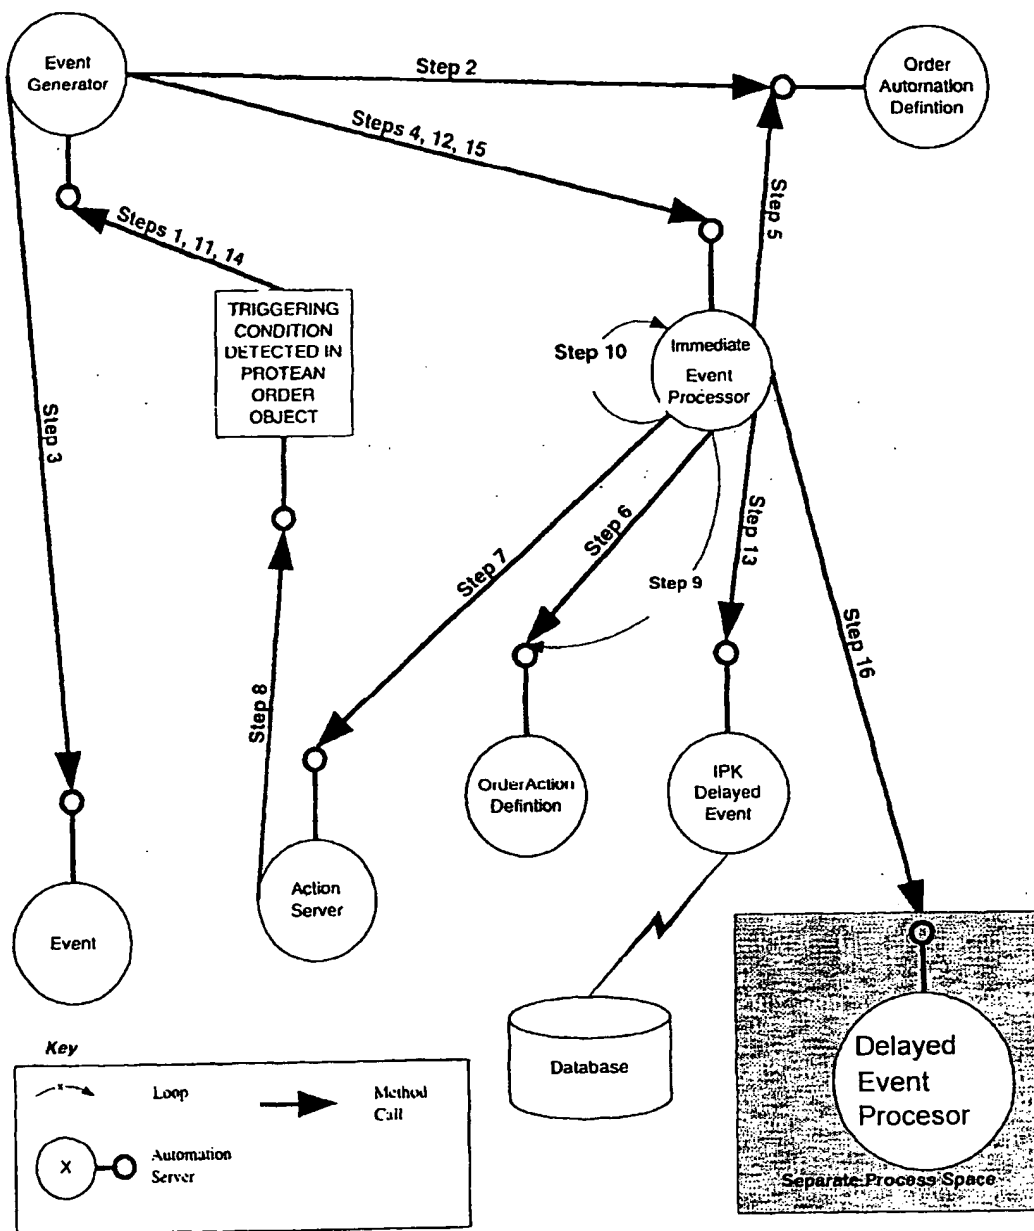 Event
Generator
Step 2
Order
Automation
Defintion
Steps 4, 12, 15
Step 5
Steps 1, 11, 14
TRIGGERING
CONDITION
DETECTED IN
PROTEAN
ORDER
OBJECT
Step 10
Immediate
Event
Processor
Step 3
Step 7
Step 6
Step 13
Step 9
Step 16
Step 8
OrderAction
Defintion
IPK
Delayed
Event
Action
Server
Event
Database
Delayed
Event
Procesor
Separate Process Space
Key
x
Loop
Method
Call
X
Automation
Server